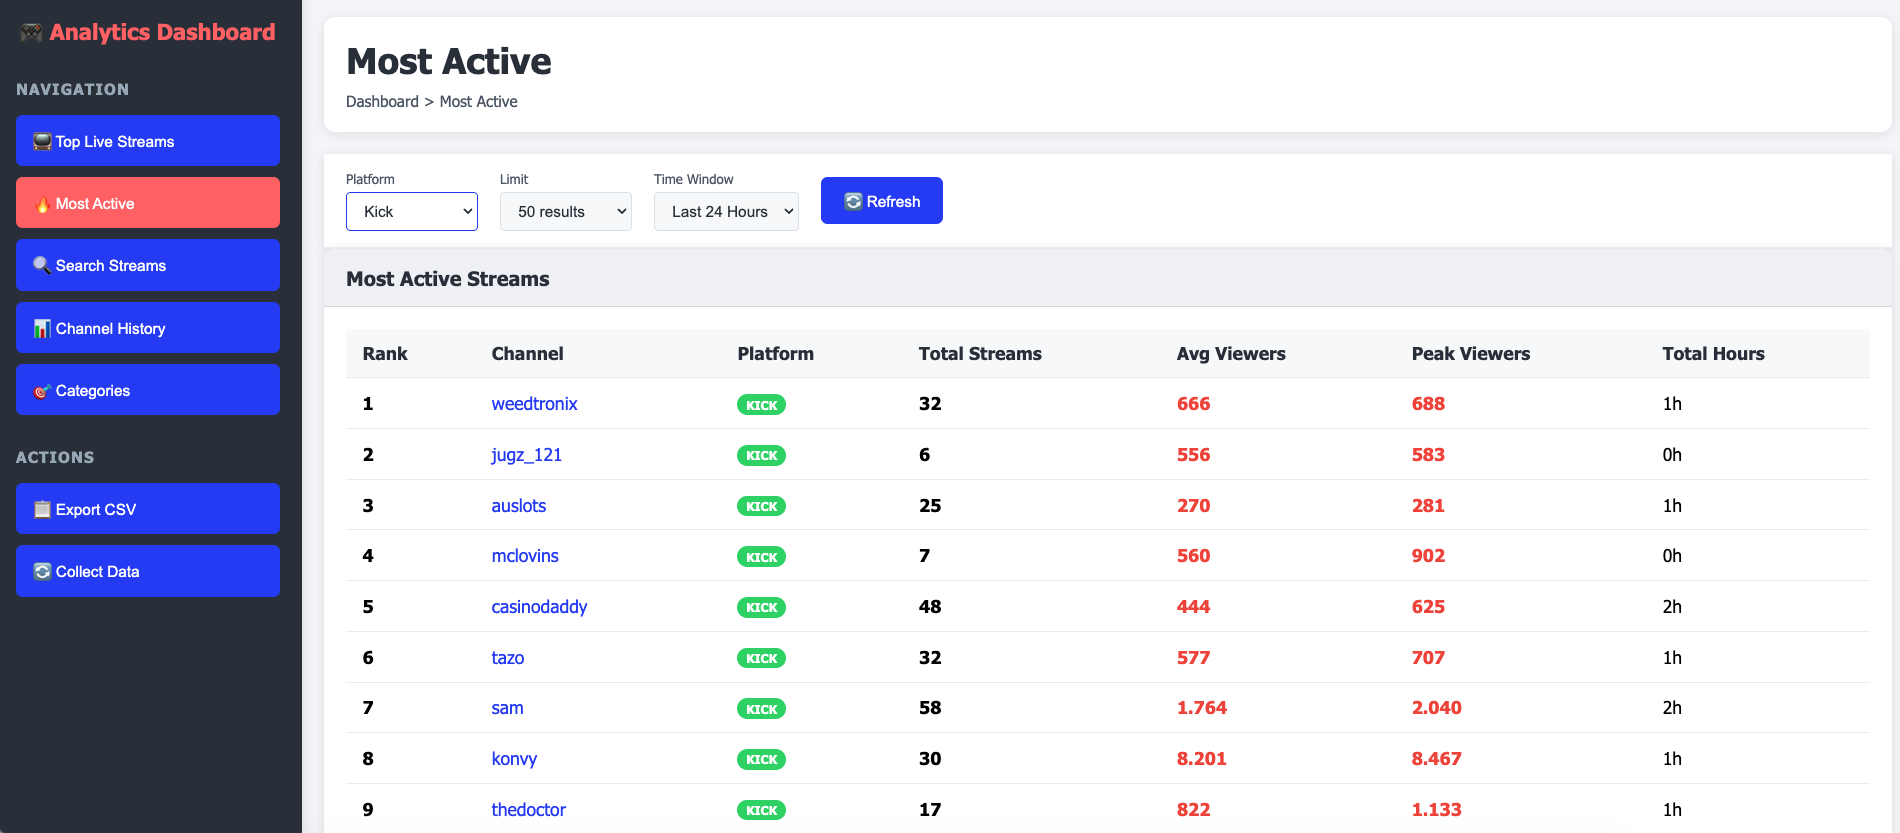 Analytics Dashboard
NAVIGATION
Top Live Streams
Most Active
Search Streams
Channel History
Categories
ACTIONS
Export CSV
Collect Data
Most Active
Dashboard > Most Active
Platform Limit Time Window
Kick 50 results Last 24 Hours Refresh
Most Active Streams
Rank Channel Platform Total Streams Avg Viewers Peak Viewers Total Hours
1 weedtronix KICK 32 666 688 1h
2 jugz_121 KICK 6 556 583 0h
3 auslots KICK 25 270 281 1h
4 mclovins KICK 7 560 902 0h
5 casinodaddy KICK 48 444 625 2h
6 tazo KICK 32 577 707 1h
7 sam KICK 58 1.764 2.040 2h
8 konvy KICK 30 8.201 8.467 1h
9 thedoctor KICK 17 822 1.133 1h